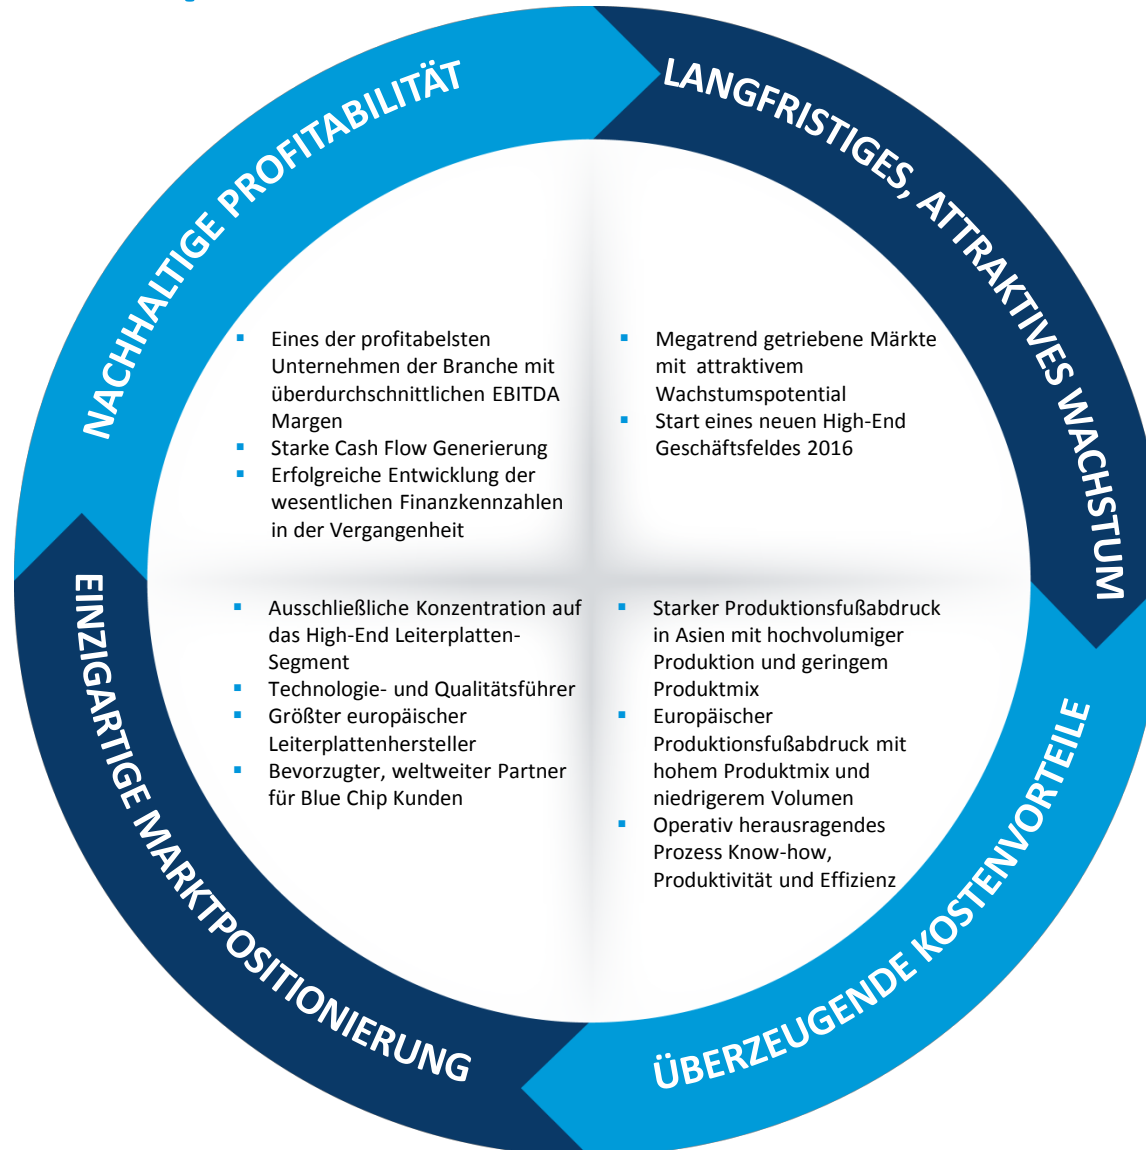 NACHHALTIGE PROFITABILITÄT
LANGFRISTIGES, ATTRAKTIVES WACHSTUM
▪ Eines der profitabelsten
Unternehmen der Branche mit
überdurchschnittlichen EBITDA
Margen
▪ Starke Cash Flow Generierung
▪ Erfolgreiche Entwicklung der
wesentlichen Finanzkennzahlen
in der Vergangenheit
▪ Megatrend getriebene Märkte
mit attraktivem
Wachstumspotential
▪ Start eines neuen High-End
Geschäftsfeldes 2016
EINZIGARTIGE MARKTPOSITIONIERUNG
▪ Ausschließliche Konzentration auf
das High-End Leiterplatten-
Segment
▪ Technologie- und Qualitätsführer
▪ Größter europäischer
Leiterplattenhersteller
▪ Bevorzugter, weltweiter Partner
für Blue Chip Kunden
▪ Starker Produktionsfußabdruck
in Asien mit hochvolumiger
Produktion und geringem
Produktmix
▪ Europäischer
Produktionsfußabdruck mit
hohem Produktmix und
niedrigerem Volumen
▪ Operativ herausragendes
Prozess Know-how,
Produktivität und Effizienz
ÜBERZEUGENDE KOSTENVORTEILE